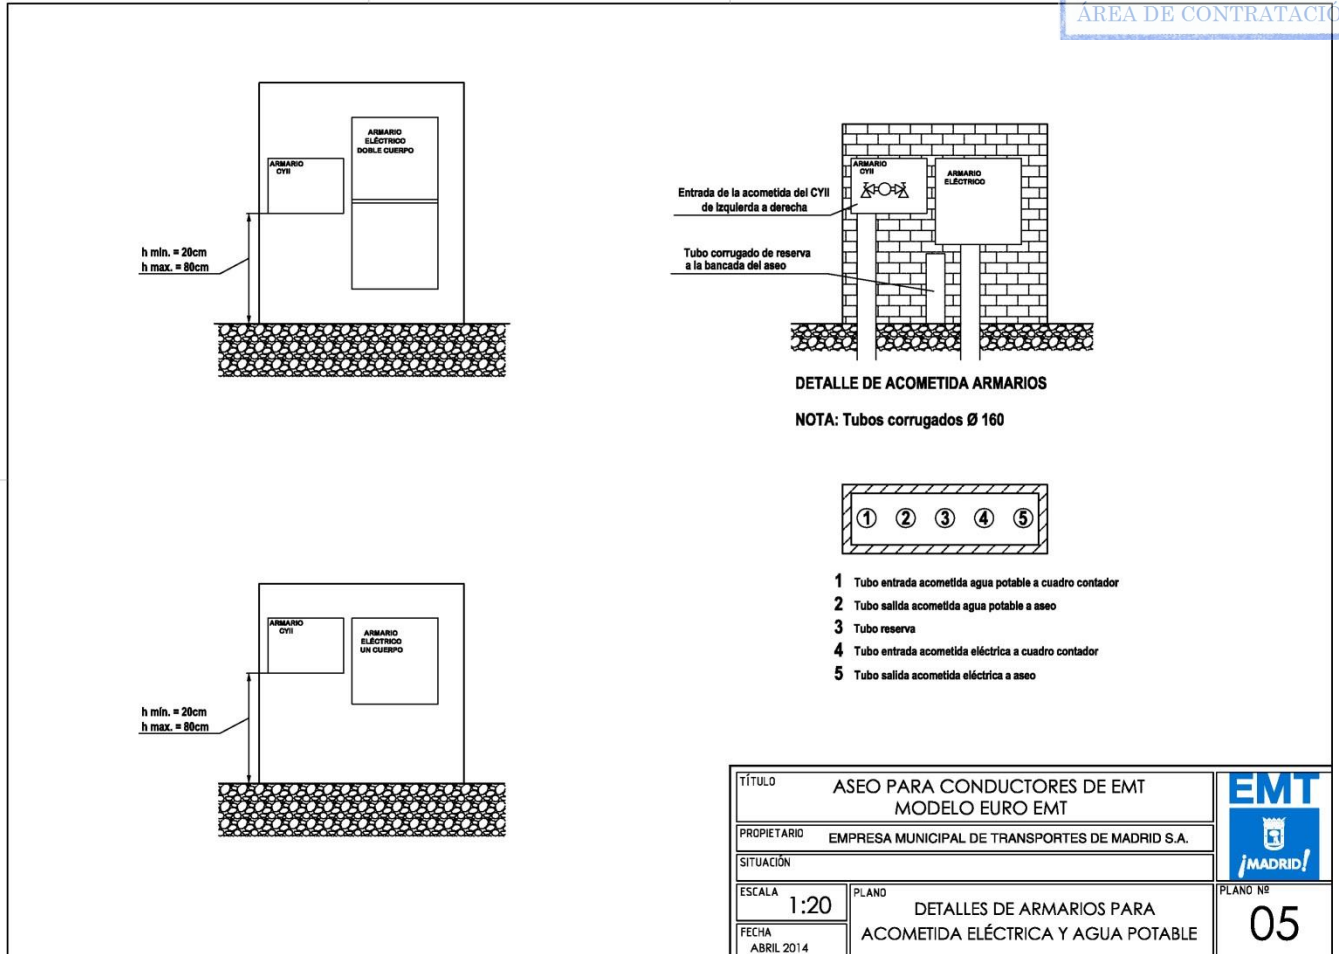 ÁREA DE CONTRATACIÓ
ARMARIO
ELÉCTRICO
DOBLE CUERPO
ARMARIO
CYII
h min. = 20cm
h max. = 80cm
ARMARIO
CYII
ARMARIO
ELÉCTRICO
Entrada de la acometida del CYII
de izquierda a derecha
Tubo corrugado de reserva
a la bancada del aseo
DETALLE DE ACOMETIDA ARMARIOS
NOTA: Tubos corrugados Ø 160
1 2 3 4 5
1 Tubo entrada acometida agua potable a cuadro contador
2 Tubo salida acometida agua potable a aseo
3 Tubo reserva
4 Tubo entrada acometida eléctrica a cuadro contador
5 Tubo salida acometida eléctrica a aseo
ARMARIO
CYII
ARMARIO
ELÉCTRICO
UN CUERPO
h mín. = 20cm
h max. = 80cm
TÍTULO
ASEO PARA CONDUCTORES DE EMT
MODELO EURO EMT
PROPIETARIO EMPRESA MUNICIPAL DE TRANSPORTES DE MADRID S.A.
SITUACIÓN
ESCALA
1:20
FECHA
ABRIL 2014
PLANO
DETALLES DE ARMARIOS PARA
ACOMETIDA ELÉCTRICA Y AGUA POTABLE
EMT
¡MADRID!
PLANO Nº
05